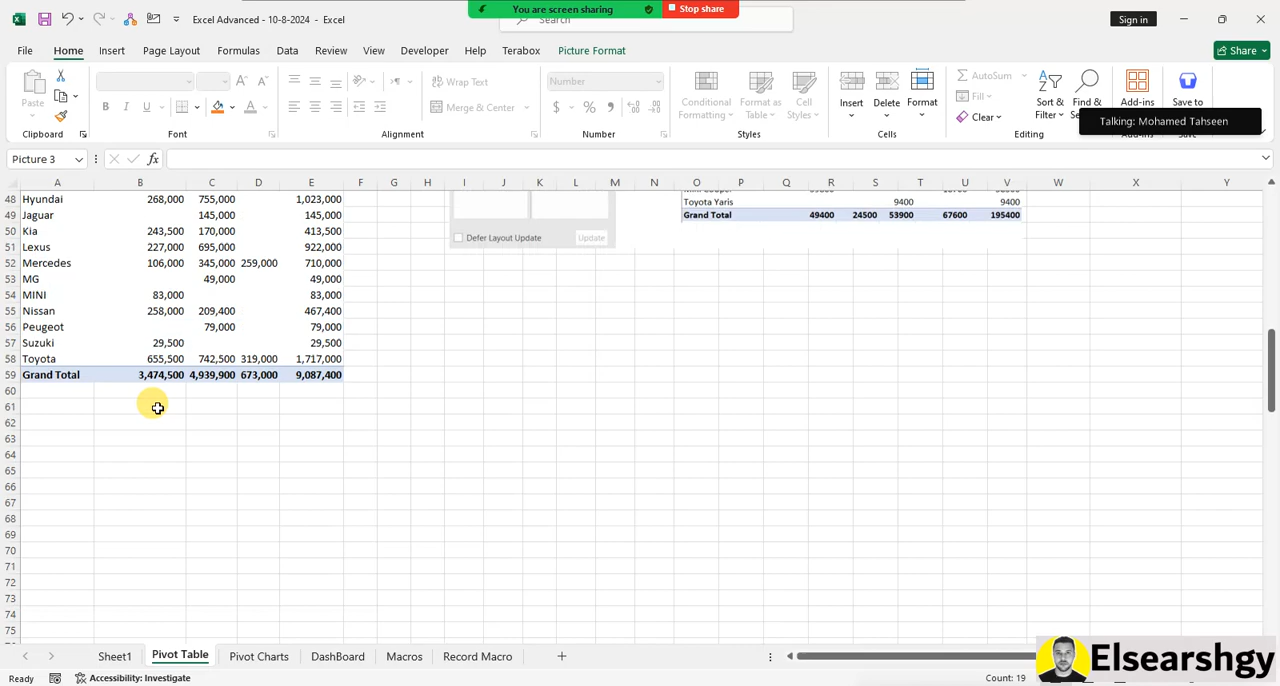 Excel Advanced - 10-8-2024 - Excel
You are screen sharing
Stop share
Search
Sign in
File Home Insert Page Layout Formulas Data Review View Developer Help Terabox Picture Format
Share
Paste
B I U
Wrap Text
Merge & Center
Number
$ %
Conditional Formatting
Format as Table
Cell Styles
Insert
Delete
Format
AutoSum
Fill
Clear
Sort & Filter
Find &
Add-ins
Save to
Talking: Mohamed Tahseen
Clipboard Font Alignment Number Styles Cells Editing Add-ins Save
Picture 3 fx
A B C D E F G H I J K L M N O P Q R S T U V W X Y
48 Hyundai 268,000 755,000 1,023,000
49 Jaguar 145,000 145,000 Toyota Yaris 9400 9400
50 Kia 243,500 170,000 413,500 Grand Total 49400 24500 53900 67600 195400
51 Lexus 227,000 695,000 922,000 Defer Layout Update Update
52 Mercedes 106,000 345,000 259,000 710,000
53 MG 49,000 49,000
54 MINI 83,000 83,000
55 Nissan 258,000 209,400 467,400
56 Peugeot 79,000 79,000
57 Suzuki 29,500 29,500
58 Toyota 655,500 742,500 319,000 1,717,000
59 Grand Total 3,474,500 4,939,900 673,000 9,087,400
60
61
62
63
64
65
66
67
68
69
70
71
72
73
74
75
Sheet1 Pivot Table Pivot Charts DashBoard Macros Record Macro
Ready Accessibility: Investigate Count: 19
Elsearshgy